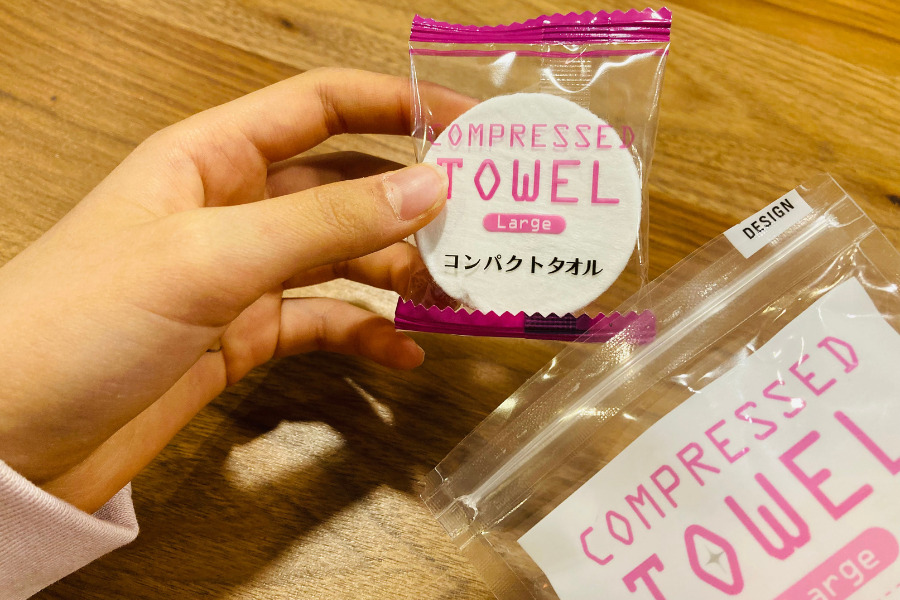 COMPRESSED
TOWEL
Large
コンパクトタオル
DESIGN
COMPRESSED
TOWEL
Large